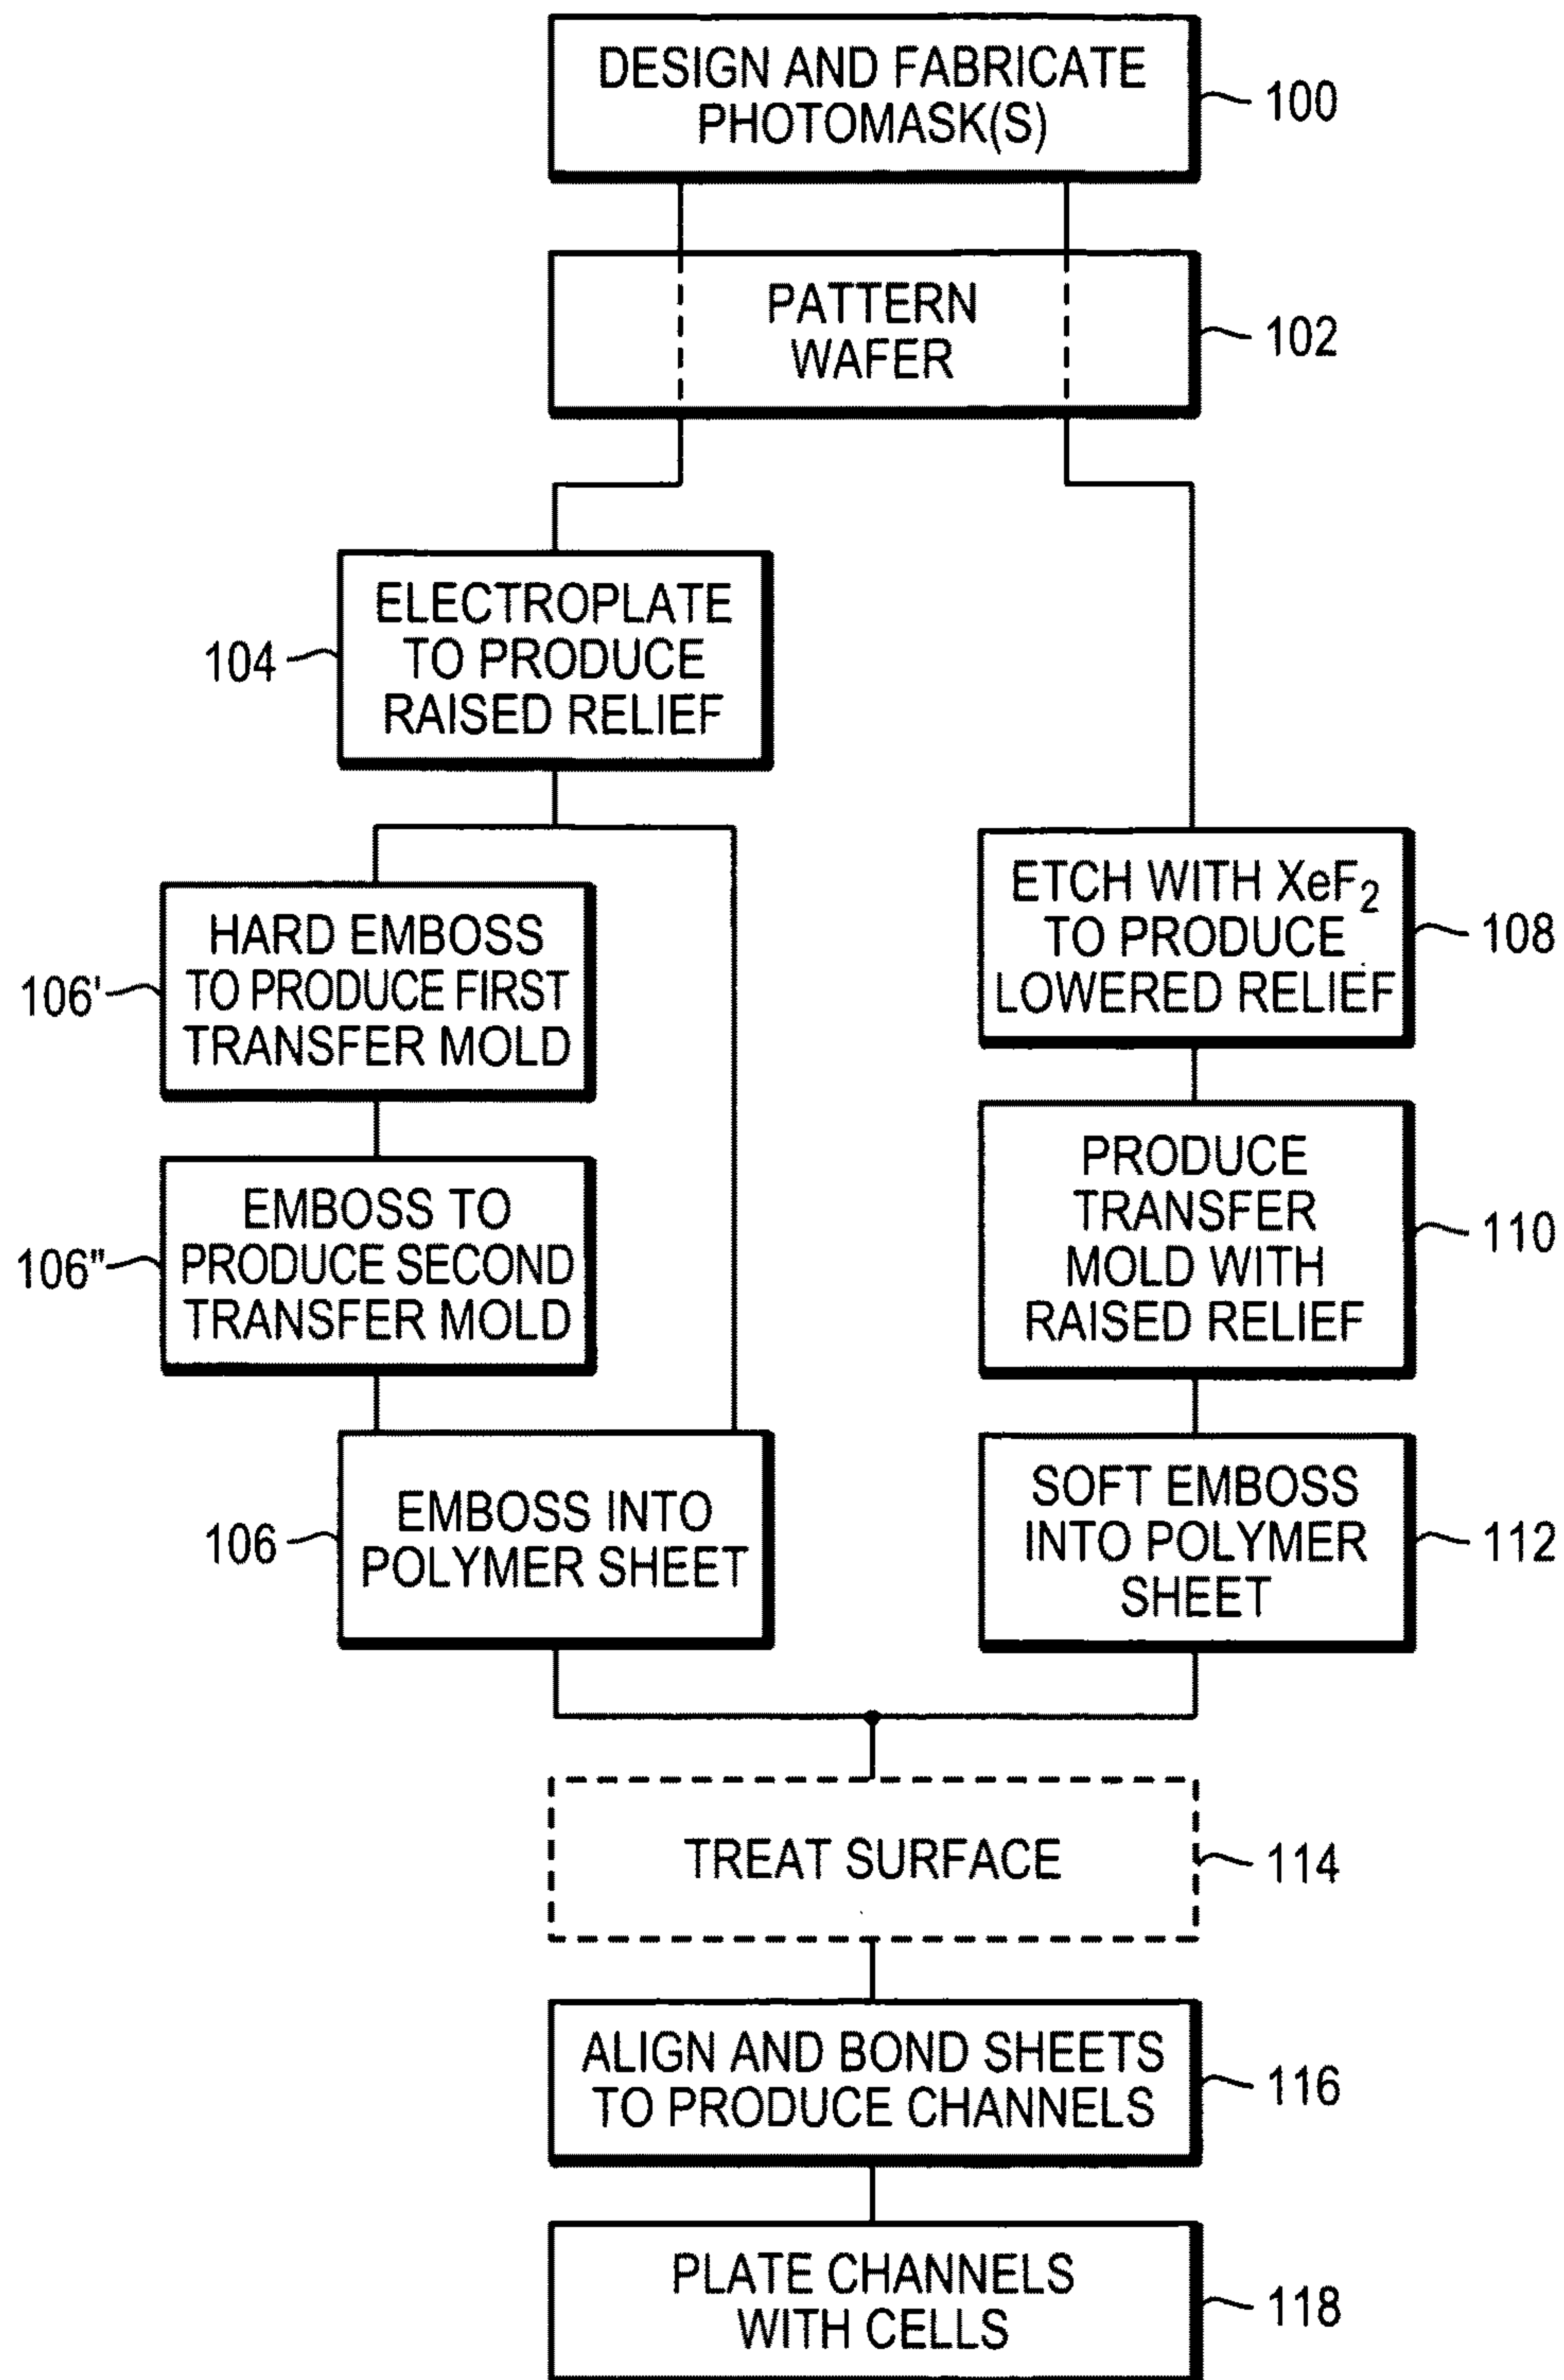 DESIGN AND FABRICATE
PHOTOMASK(S)
100
PATTERN
WAFER
102
ELECTROPLATE
TO PRODUCE
RAISED RELIEF
104
HARD EMBOSS
TO PRODUCE FIRST
TRANSFER MOLD
106'
EMBOSS TO
PRODUCE SECOND
TRANSFER MOLD
106"
EMBOSS INTO
POLYMER SHEET
106
ETCH WITH XeF₂
TO PRODUCE
LOWERED RELIEF
108
PRODUCE
TRANSFER
MOLD WITH
RAISED RELIEF
110
SOFT EMBOSS
INTO POLYMER
SHEET
112
TREAT SURFACE
114
ALIGN AND BOND SHEETS
TO PRODUCE CHANNELS
116
PLATE CHANNELS
WITH CELLS
118